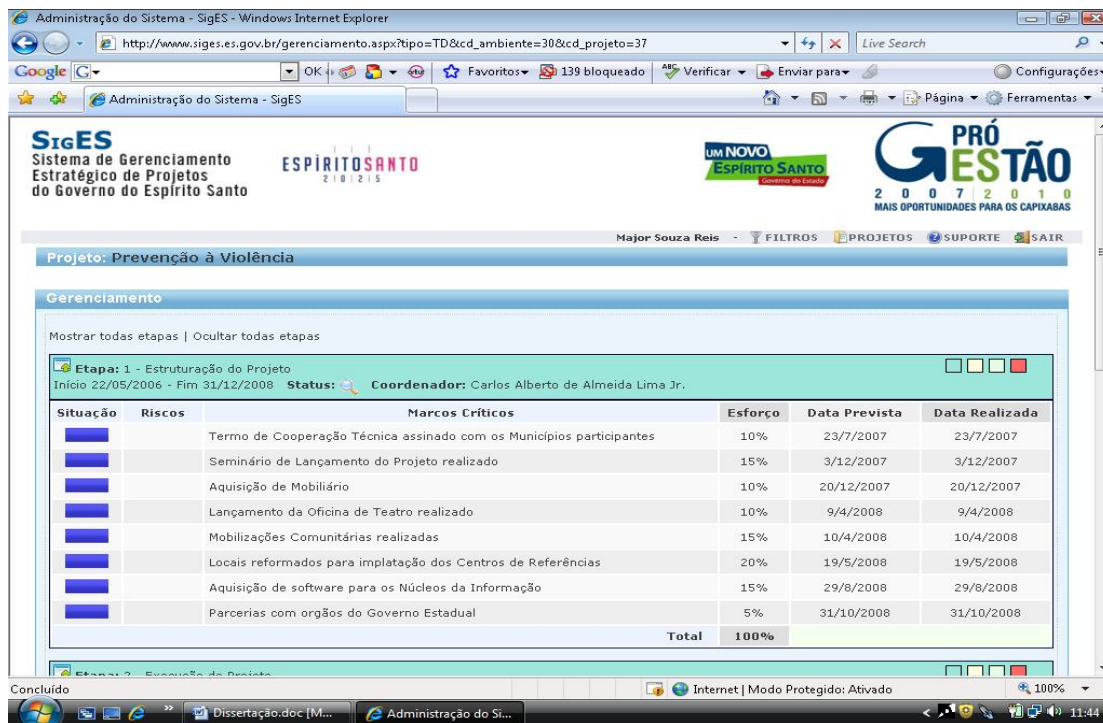 Administração do Sistema - SigES - Windows Internet Explorer
http://www.siges.es.gov.br/gerenciamento.aspx?tipo=TD&cd_ambiente=30&cd_projeto=37 Live Search
Google G OK Favoritos 139 bloqueado Verificar Enviar para Configurações
Administração do Sistema - SigES Página Ferramentas
SIGES
Sistema de Gerenciamento
Estratégico de Projetos
do Governo do Espírito Santo
ESPÍRITOSANTO
2|0|2|5
UM NOVO
ESPÍRITO SANTO
Governo do Estado
PRÓ
GESTÃO
2 0 0 7 2 0 1 0
MAIS OPORTUNIDADES PARA OS CAPIXABAS
Major Souza Reis - FILTROS PROJETOS SUPORTE SAIR
Projeto: Prevenção à Violência
Gerenciamento
Mostrar todas etapas | Ocultar todas etapas
Etapa: 1 - Estruturação do Projeto
Início 22/05/2006 - Fim 31/12/2008 Status: Coordenador: Carlos Alberto de Almeida Lima Jr.
Situação Riscos Marcos Críticos Esforço Data Prevista Data Realizada
Termo de Cooperação Técnica assinado com os Municípios participantes 10% 23/7/2007 23/7/2007
Seminário de Lançamento do Projeto realizado 15% 3/12/2007 3/12/2007
Aquisição de Mobiliário 10% 20/12/2007 20/12/2007
Lançamento da Oficina de Teatro realizado 10% 9/4/2008 9/4/2008
Mobilizações Comunitárias realizadas 15% 10/4/2008 10/4/2008
Locais reformados para implatação dos Centros de Referências 20% 19/5/2008 19/5/2008
Aquisição de software para os Núcleos da Informação 15% 29/8/2008 29/8/2008
Parcerias com orgãos do Governo Estadual 5% 31/10/2008 31/10/2008
Total 100%
Etapa: 2 - Execução do Projeto
Concluído Internet | Modo Protegido: Ativado 100%
Dissertação.doc [M... Administração do Si... 11:44